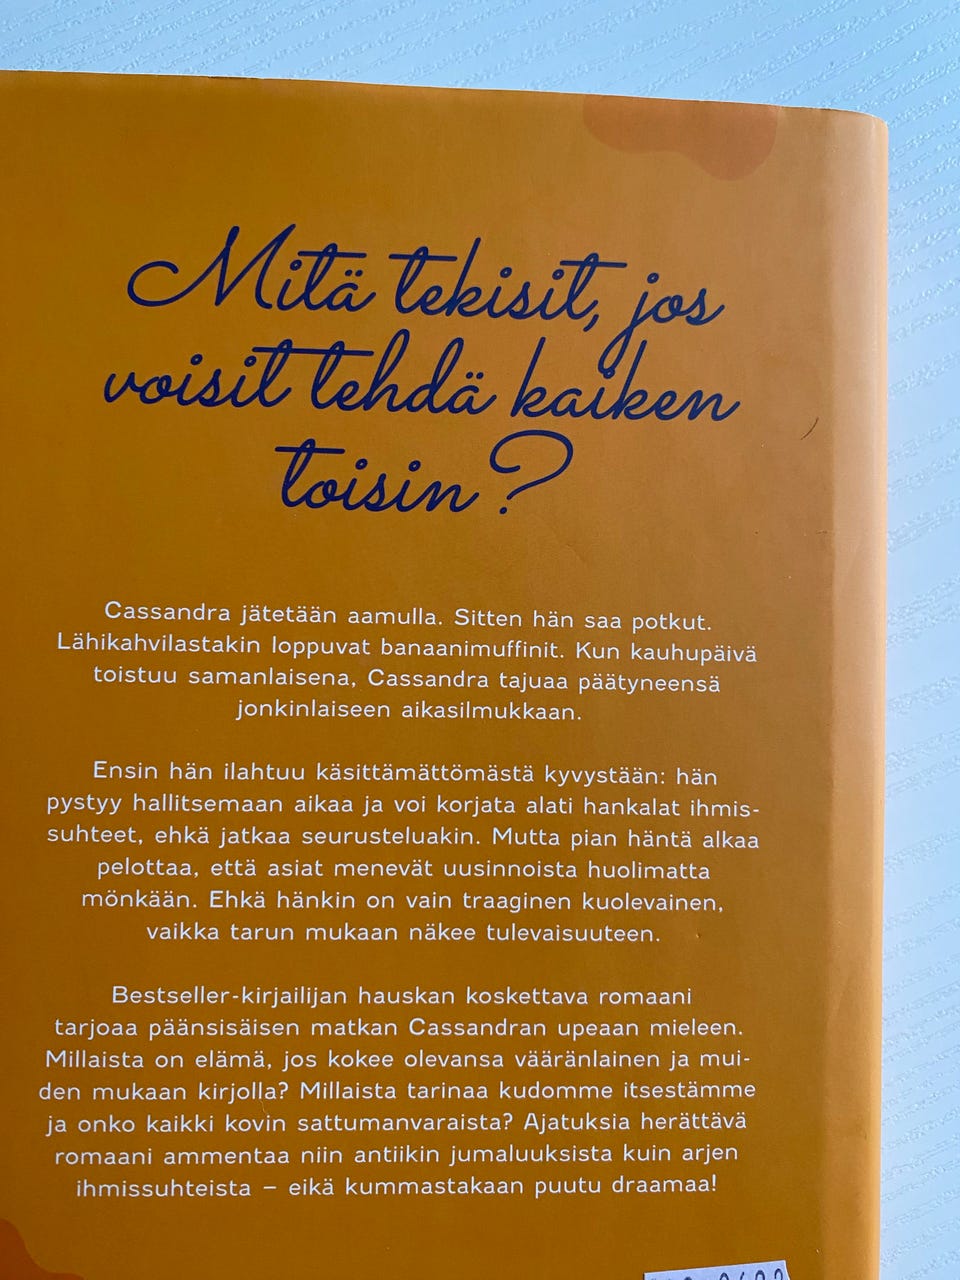 Mitä tekisit, jos
voisit tehdä kaiken
toisin?
Cassandra jätetään aamulla. Sitten hän saa potkut.
Lähikahvilastakin loppuvat banaanimuffinit. Kun kauhupäivä
toistuu samanlaisena, Cassandra tajuaa päätyneensä
jonkinlaiseen aikasilmukkaan.
Ensin hän ilahtuu käsittämättömästä kyvystään: hän
pystyy hallitsemaan aikaa ja voi korjata alati hankalat ihmis-
suhteet, ehkä jatkaa seurusteluakin. Mutta pian häntä alkaa
pelottaa, että asiat menevät uusinnoista huolimatta
mönkään. Ehkä hänkin on vain traaginen kuolevainen,
vaikka tarun mukaan näkee tulevaisuuteen.
Bestseller-kirjailijan hauskan koskettava romaani
tarjoaa päänsisäisen matkan Cassandran upeaan mieleen.
Millaista on elämä, jos kokee olevansa vääränlainen ja mui-
den mukaan kirjolla? Millaista tarinaa kudomme itsestämme
ja onko kaikki kovin sattumanvaraista? Ajatuksia herättävä
romaani ammentaa niin antiikin jumaluuksista kuin arjen
ihmissuhteista – eikä kummastakaan puutu draamaa!